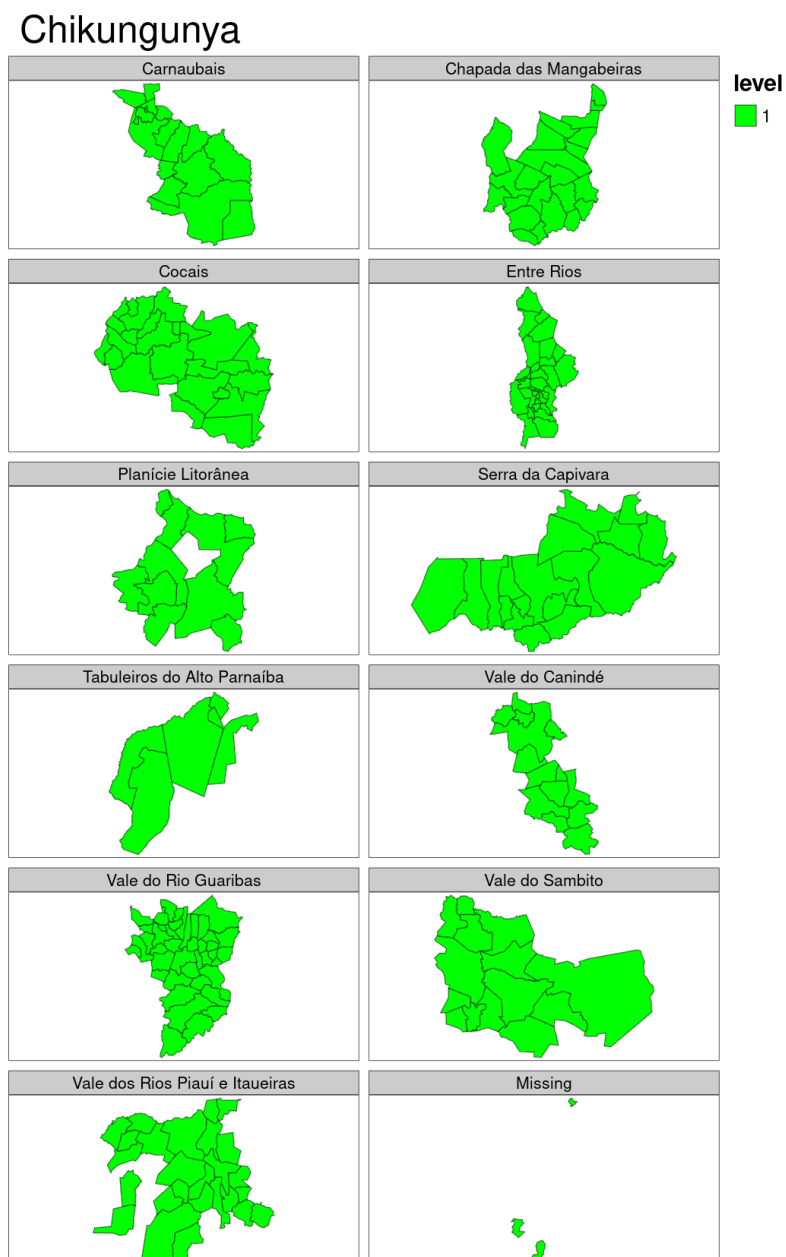 Chikungunya
Carnaubais
Chapada das Mangabeiras
level
1
Cocais
Entre Rios
Planície Litorânea
Serra da Capivara
Tabuleiros do Alto Parnaíba
Vale do Canindé
Vale do Rio Guaribas
Vale do Sambito
Vale dos Rios Piauí e Itaueiras
Missing